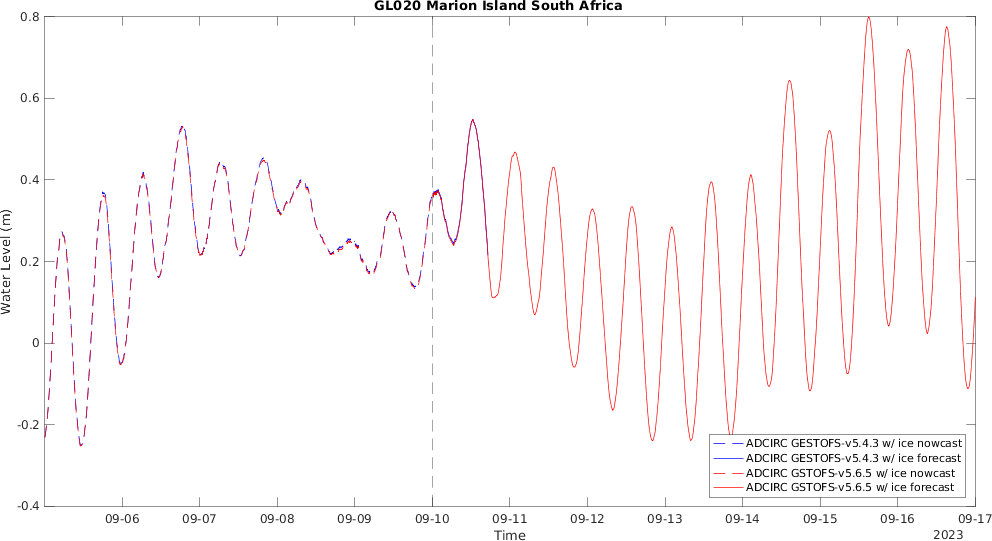 GL020 Marion Island South Africa
0.8
0.6
0.4
0.2
0
-0.2
-0.4
Water Level (m)
ADCIRC GESTOFS-v5.4.3 w/ ice nowcast
ADCIRC GESTOFS-v5.4.3 w/ ice forecast
ADCIRC GSTOFS-v5.6.5 w/ ice nowcast
ADCIRC GSTOFS-v5.6.5 w/ ice forecast
09-06 09-07 09-08 09-09 09-10 09-11 09-12 09-13 09-14 09-15 09-16 09-17
Time
2023